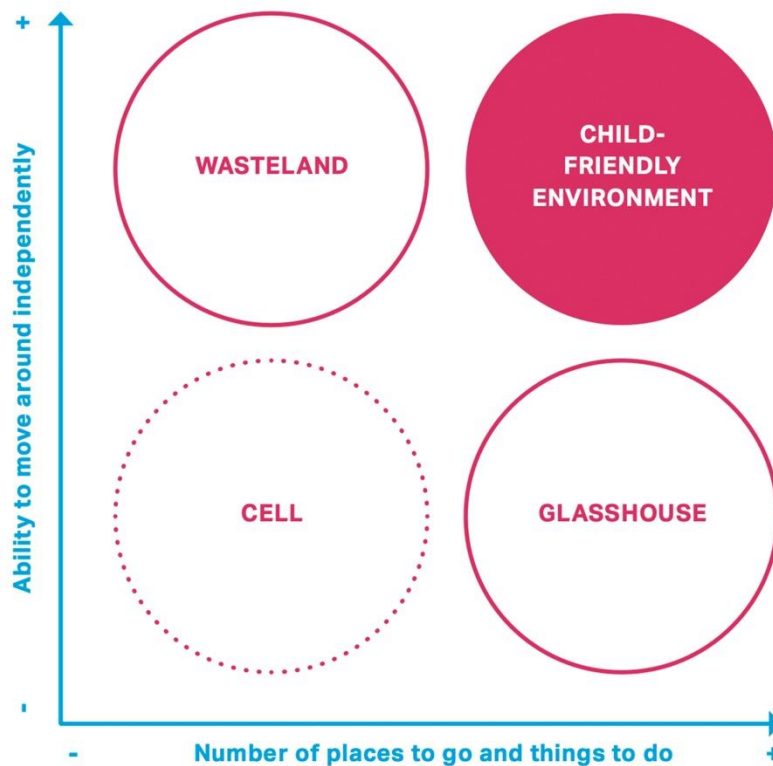 +
Ability to move around independently
-
WASTELAND
CHILD-
FRIENDLY
ENVIRONMENT
CELL
GLASSHOUSE
-
Number of places to go and things to do
+